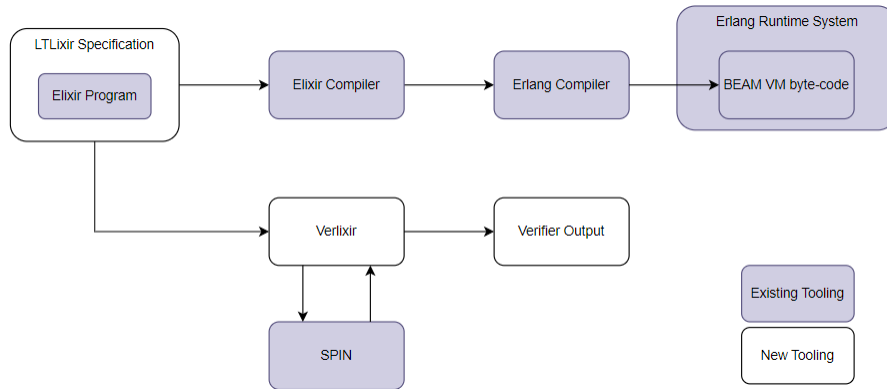 LTLixir Specification
Elixir Program
Elixir Compiler
Erlang Compiler
Erlang Runtime System
BEAM VM byte-code
Verlixir
Verifier Output
SPIN
Existing Tooling
New Tooling